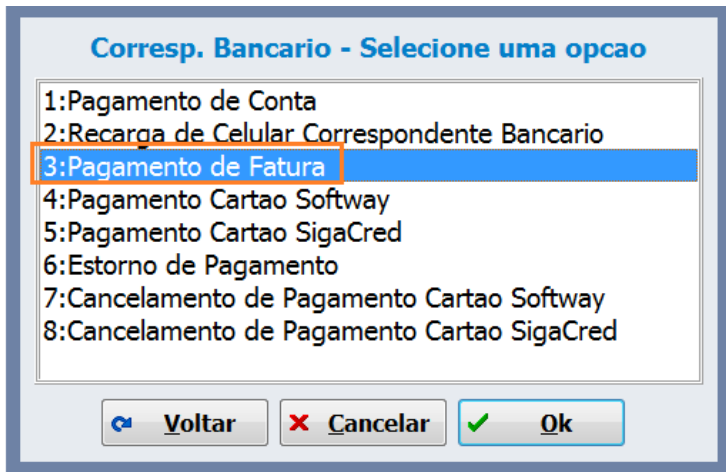 Corresp. Bancario - Selecione uma opcao
1:Pagamento de Conta
2:Recarga de Celular Correspondente Bancario
3:Pagamento de Fatura
4:Pagamento Cartao Softway
5:Pagamento Cartao SigaCred
6:Estorno de Pagamento
7:Cancelamento de Pagamento Cartao Softway
8:Cancelamento de Pagamento Cartao SigaCred
Voltar Cancelar Ok